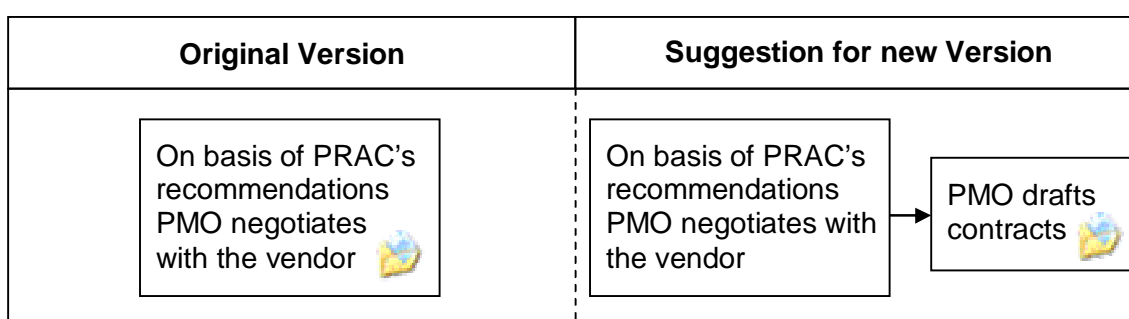 Original Version
Suggestion for new Version
On basis of PRAC's
recommendations
PMO negotiates
with the vendor
On basis of PRAC's
recommendations
PMO negotiates with
the vendor
PMO drafts
contracts